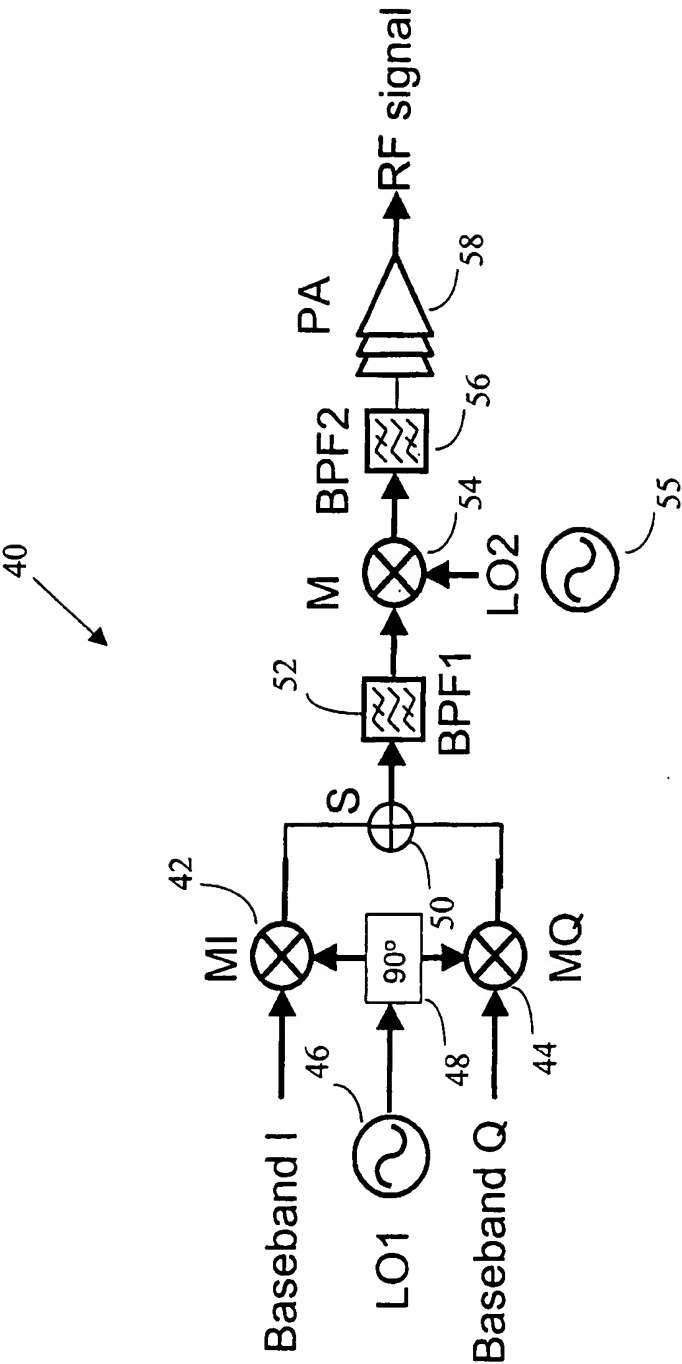 40
Baseband I
LO1
Baseband Q
46
MI
42
90°
48
MQ
44
S
50
52
BPF1
M
54
LO2
55
BPF2
56
PA
58
RF signal